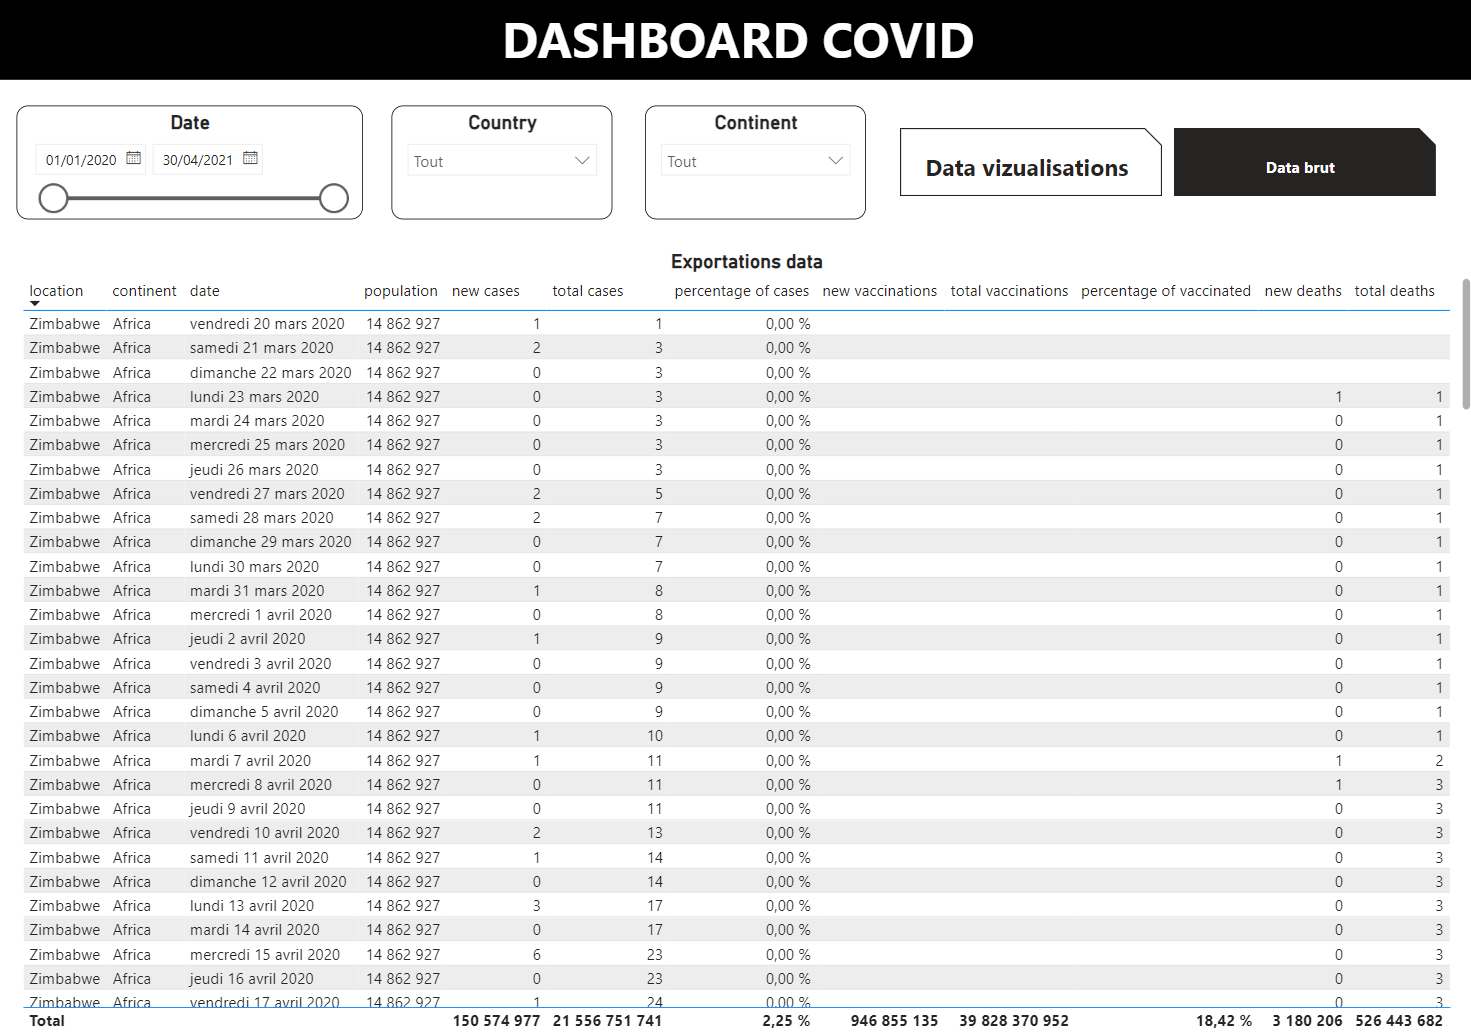 DASHBOARD COVID
Date Country Continent
01/01/2020 30/04/2021 Tout Tout Data vizualisations Data brut
Exportations data
location continent date population new cases total cases percentage of cases new vaccinations total vaccinations percentage of vaccinated new deaths total deaths
Zimbabwe Africa vendredi 20 mars 2020 14 862 927 1 1 0,00 %
Zimbabwe Africa samedi 21 mars 2020 14 862 927 2 3 0,00 %
Zimbabwe Africa dimanche 22 mars 2020 14 862 927 0 3 0,00 %
Zimbabwe Africa lundi 23 mars 2020 14 862 927 0 3 0,00 % 1 1
Zimbabwe Africa mardi 24 mars 2020 14 862 927 0 3 0,00 % 0 1
Zimbabwe Africa mercredi 25 mars 2020 14 862 927 0 3 0,00 % 0 1
Zimbabwe Africa jeudi 26 mars 2020 14 862 927 0 3 0,00 % 0 1
Zimbabwe Africa vendredi 27 mars 2020 14 862 927 2 5 0,00 % 0 1
Zimbabwe Africa samedi 28 mars 2020 14 862 927 2 7 0,00 % 0 1
Zimbabwe Africa dimanche 29 mars 2020 14 862 927 0 7 0,00 % 0 1
Zimbabwe Africa lundi 30 mars 2020 14 862 927 0 7 0,00 % 0 1
Zimbabwe Africa mardi 31 mars 2020 14 862 927 1 8 0,00 % 0 1
Zimbabwe Africa mercredi 1 avril 2020 14 862 927 0 8 0,00 % 0 1
Zimbabwe Africa jeudi 2 avril 2020 14 862 927 1 9 0,00 % 0 1
Zimbabwe Africa vendredi 3 avril 2020 14 862 927 0 9 0,00 % 0 1
Zimbabwe Africa samedi 4 avril 2020 14 862 927 0 9 0,00 % 0 1
Zimbabwe Africa dimanche 5 avril 2020 14 862 927 0 9 0,00 % 0 1
Zimbabwe Africa lundi 6 avril 2020 14 862 927 1 10 0,00 % 0 1
Zimbabwe Africa mardi 7 avril 2020 14 862 927 1 11 0,00 % 1 2
Zimbabwe Africa mercredi 8 avril 2020 14 862 927 0 11 0,00 % 1 3
Zimbabwe Africa jeudi 9 avril 2020 14 862 927 0 11 0,00 % 0 3
Zimbabwe Africa vendredi 10 avril 2020 14 862 927 2 13 0,00 % 0 3
Zimbabwe Africa samedi 11 avril 2020 14 862 927 1 14 0,00 % 0 3
Zimbabwe Africa dimanche 12 avril 2020 14 862 927 0 14 0,00 % 0 3
Zimbabwe Africa lundi 13 avril 2020 14 862 927 3 17 0,00 % 0 3
Zimbabwe Africa mardi 14 avril 2020 14 862 927 0 17 0,00 % 0 3
Zimbabwe Africa mercredi 15 avril 2020 14 862 927 6 23 0,00 % 0 3
Zimbabwe Africa jeudi 16 avril 2020 14 862 927 0 23 0,00 % 0 3
Zimbabwe Africa vendredi 17 avril 2020 14 862 927 1 24 0,00 % 0 3
Total 150 574 977 21 556 751 741 2,25 % 946 855 135 39 828 370 952 18,42 % 3 180 206 526 443 682